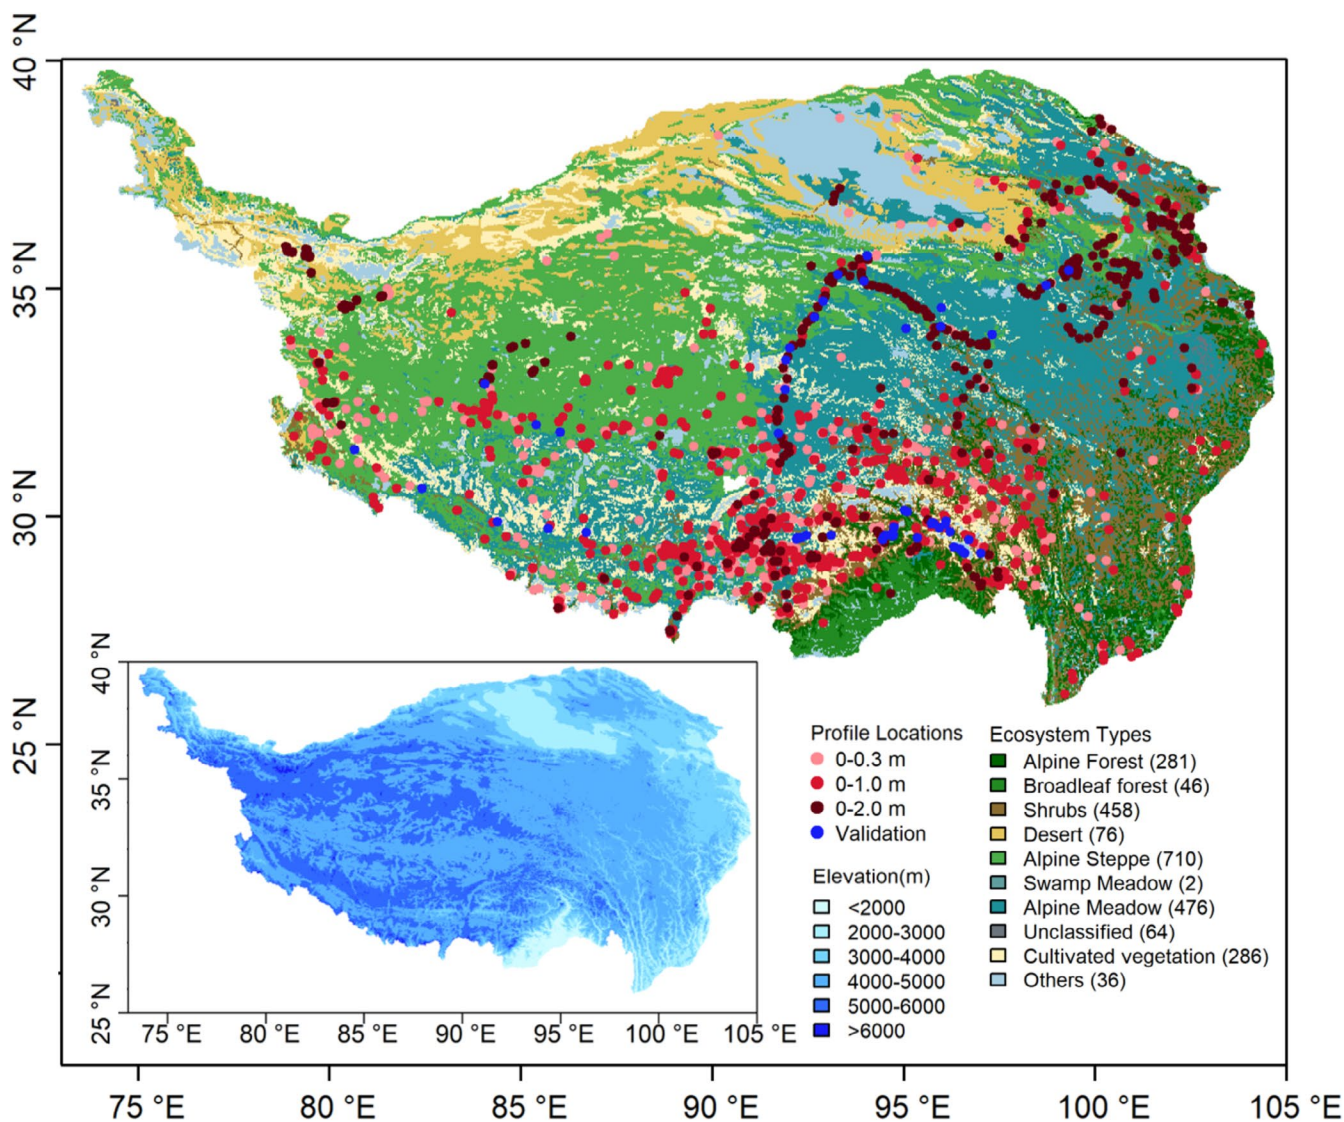 40 °N
35 °N
30 °N
25 °N
75 °E 80 °E 85 °E 90 °E 95 °E 100 °E 105 °E
40 °N
35 °N
30 °N
25 °N
75 °E 80 °E 85 °E 90 °E 95 °E 100 °E 105 °E
Profile Locations
0-0.3 m
0-1.0 m
0-2.0 m
Validation
Elevation(m)
<2000
2000-3000
3000-4000
4000-5000
5000-6000
>6000
Ecosystem Types
Alpine Forest (281)
Broadleaf forest (46)
Shrubs (458)
Desert (76)
Alpine Steppe (710)
Swamp Meadow (2)
Alpine Meadow (476)
Unclassified (64)
Cultivated vegetation (286)
Others (36)